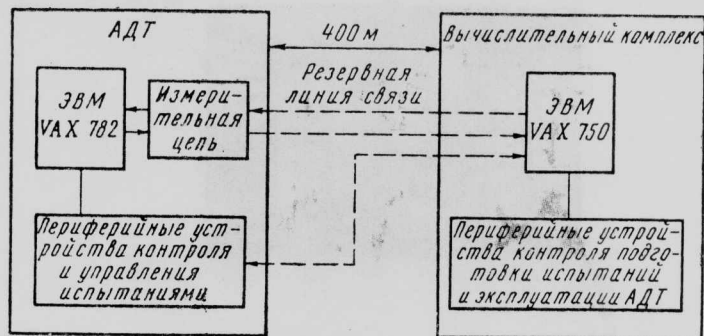 АДТ
400 м
Вычислительный комплекс
Резервная
линия связи
ЭВМ
VAX 782
Измери-
тельная
цепь
ЭВМ
VAX 750
Периферийные уст-
ройства контроля
и управления
испытаниями
Периферийные устрой-
ства контроля подго-
товки испытаний
и эксплуатации АДТ